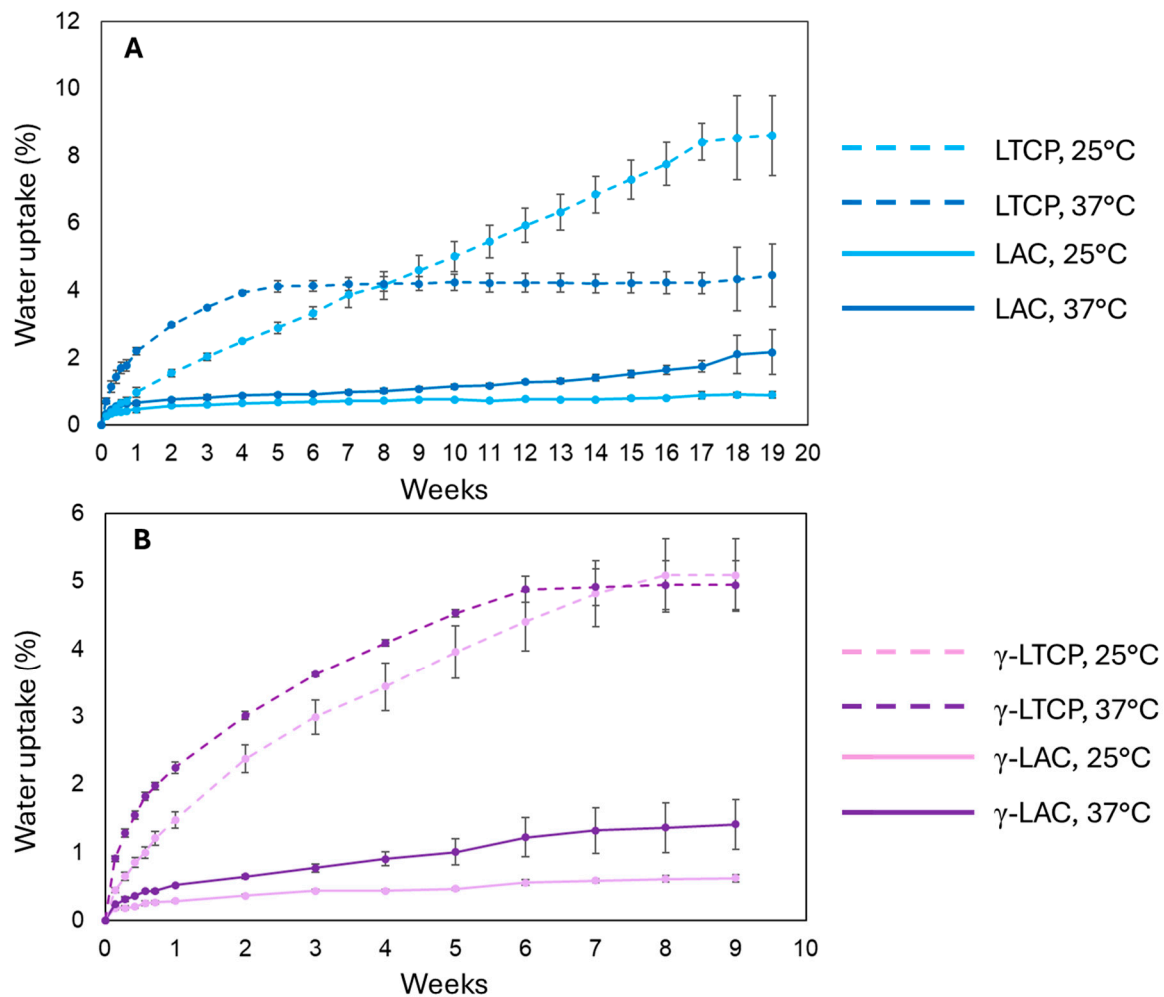 A
12
10
8
6
4
2
0
Water uptake (%)
0 1 2 3 4 5 6 7 8 9 10 11 12 13 14 15 16 17 18 19 20
Weeks
LTCP, 25°C
LTCP, 37°C
LAC, 25°C
LAC, 37°C
B
6
5
4
3
2
1
0
Water uptake (%)
0 1 2 3 4 5 6 7 8 9 10
Weeks
γ-LTCP, 25°C
γ-LTCP, 37°C
γ-LAC, 25°C
γ-LAC, 37°C